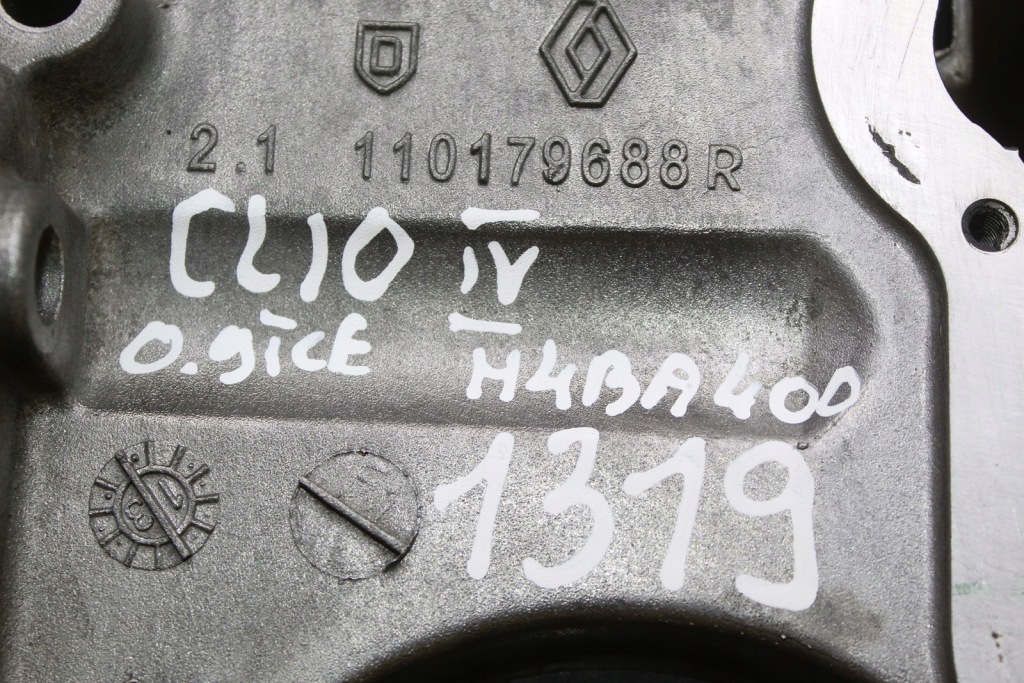 D
2.1 110179688R
CLIO IV
0.9TCE H4BA400
1319